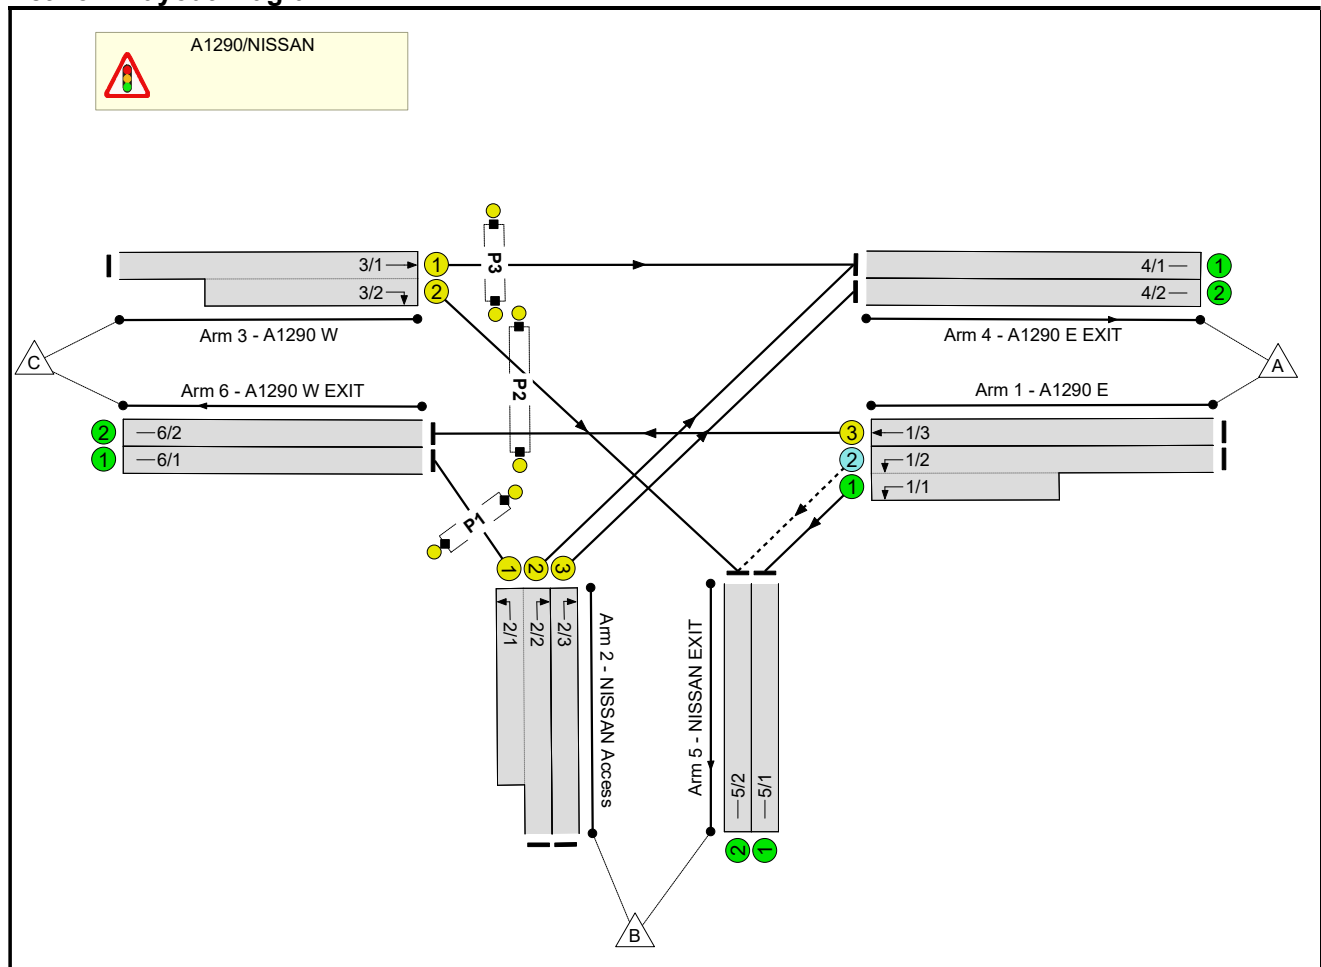 A1290/NISSAN
P3
3/1
1
3/2
2
4/1
1
4/2
2
Arm 3 - A1290 W
Arm 4 - A1290 E EXIT
C
A
P2
Arm 6 - A1290 W EXIT
Arm 1 - A1290 E
2
6/2
1
6/1
3
1/3
2
1/2
1
1/1
P1
1
2
3
2/1
2/2
2/3
Arm 2 - NISSAN Access
Arm 5 - NISSAN EXIT
5/2
5/1
2
1
B